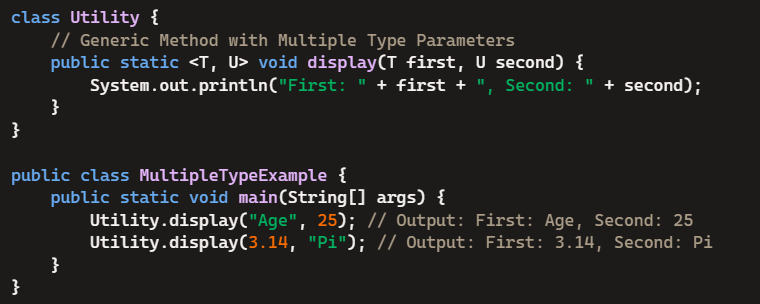 class Utility {
    // Generic Method with Multiple Type Parameters
    public static <T, U> void display(T first, U second) {
        System.out.println("First: " + first + ", Second: " + second);
    }
}

public class MultipleTypeExample {
    public static void main(String[] args) {
        Utility.display("Age", 25); // Output: First: Age, Second: 25
        Utility.display(3.14, "Pi"); // Output: First: 3.14, Second: Pi
    }
}